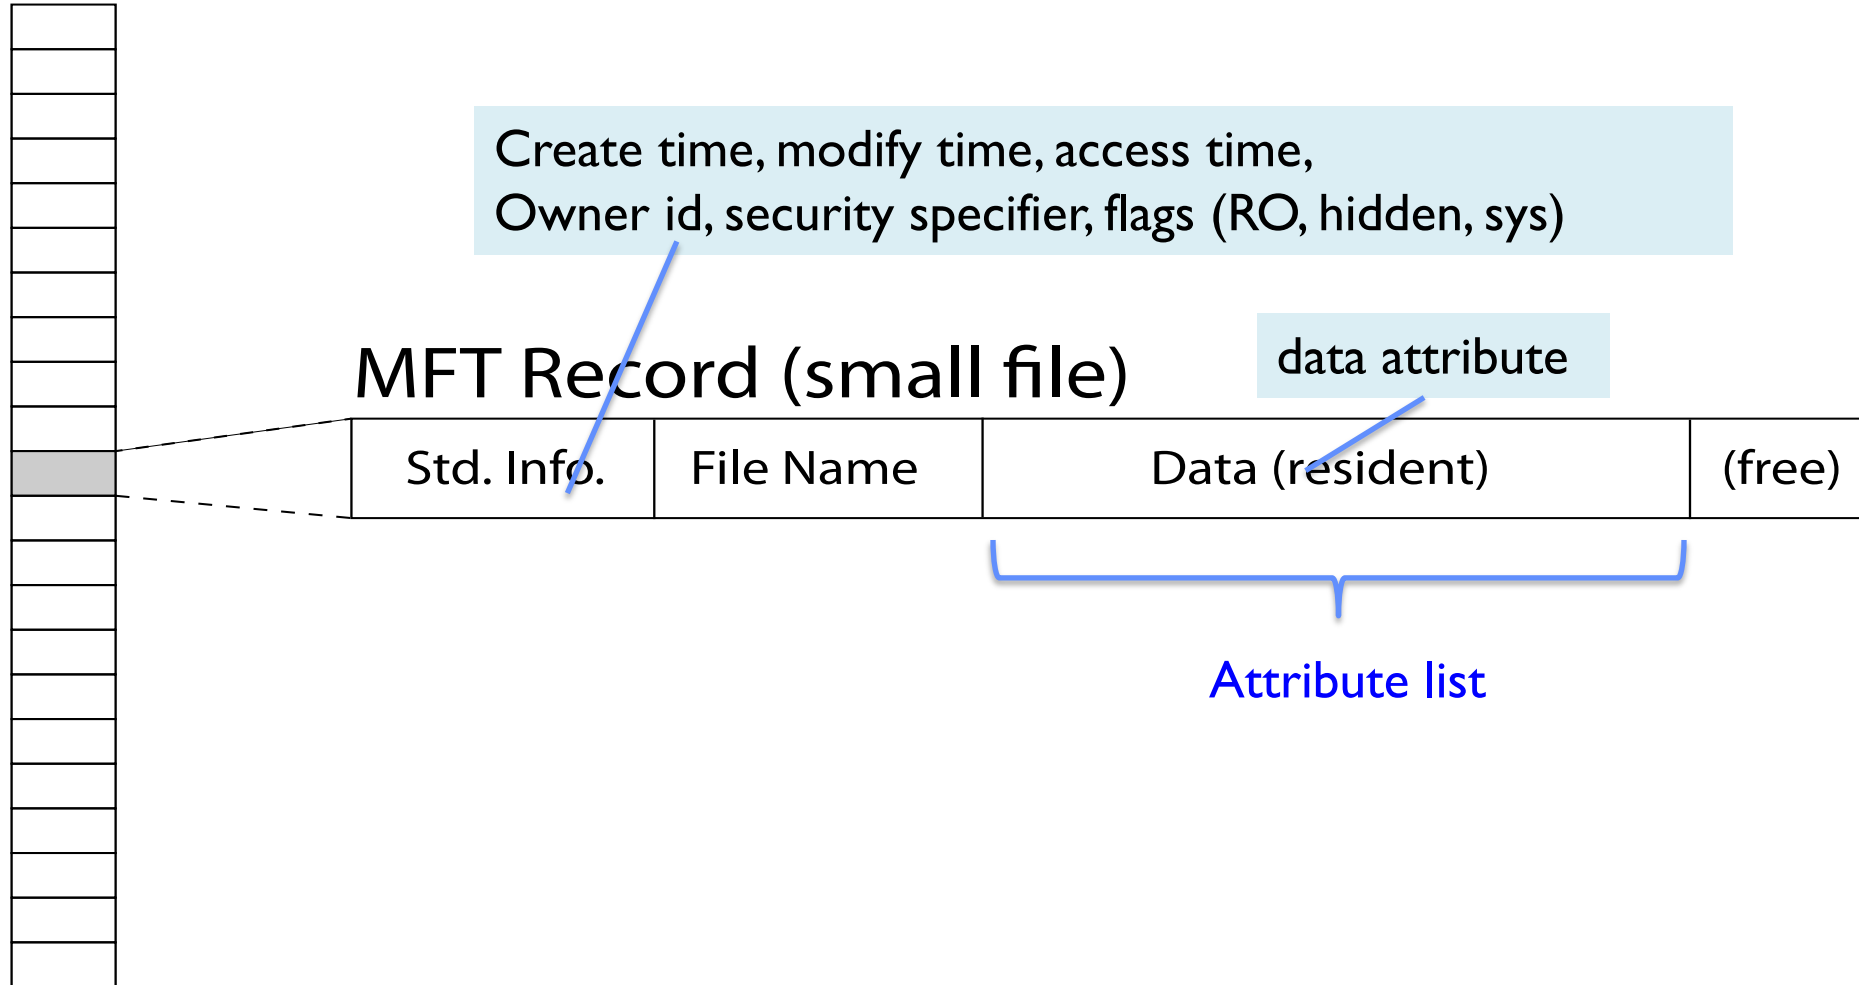 Create time, modify time, access time,
Owner id, security specifier, flags (RO, hidden, sys)
MFT Record (small file)
data attribute
Std. Info.
File Name
Data (resident)
(free)
Attribute list